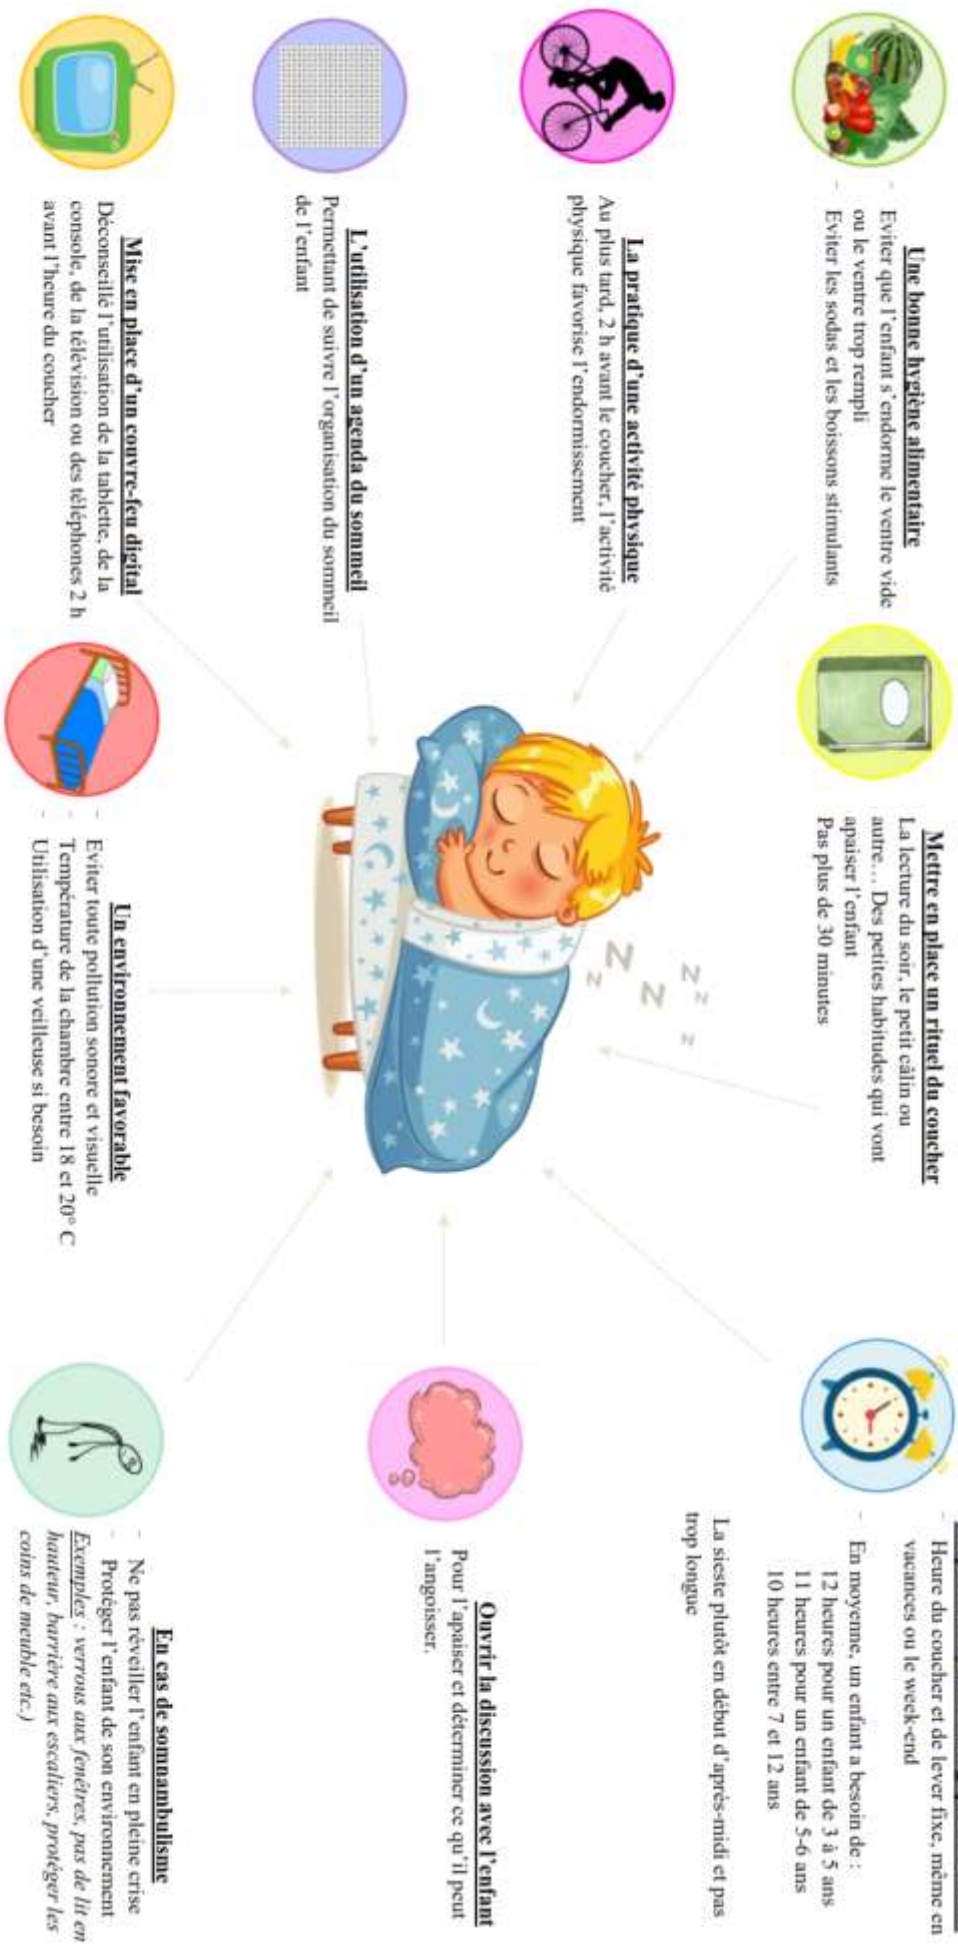 Une bonne hygiène alimentaire
- Eviter que l'enfant s'endorme le ventre vide
ou le ventre trop rempli
- Eviter les sodas et les boissons stimulants
La pratique d'une activité physique
Au plus tard, 2 h avant le coucher, l'activité
physique favorise l'endormissement
L'utilisation d'un agenda du sommeil
Permettant de suivre l'organisation du sommeil
de l'enfant
Mise en place d'un couvre-feu digital
Déconseillé l'utilisation de la tablette, de la
console, de la télévision ou des téléphones 2 h
avant l'heure du coucher
Mettre en place un rituel du coucher
La lecture du soir, le petit câlin ou
autre… Des petites habitudes qui vont
apaiser l'enfant
Pas plus de 30 minutes
N N N N N N
Un environnement favorable
- Eviter toute pollution sonore et visuelle
- Température de la chambre entre 18 et 20° C
- Utilisation d'une veilleuse si besoin
- Heure du coucher et de lever fixe, même en
vacances ou le week-end
- En moyenne, un enfant a besoin de :
12 heures pour un enfant de 3 à 5 ans
11 heures pour un enfant de 5-6 ans
10 heures entre 7 et 12 ans
La sieste plutôt en début d'après-midi et pas
trop longue
Ouvrir la discussion avec l'enfant
Pour l'apaiser et déterminer ce qu'il peut
l'angoisser.
En cas de somnambulisme
- Ne pas réveiller l'enfant en pleine crise
- Protéger l'enfant de son environnement
Exemples : verrous aux fenêtres, pas de lit en
hauteur, barrière aux escaliers, protéger les
coins de meuble etc.)